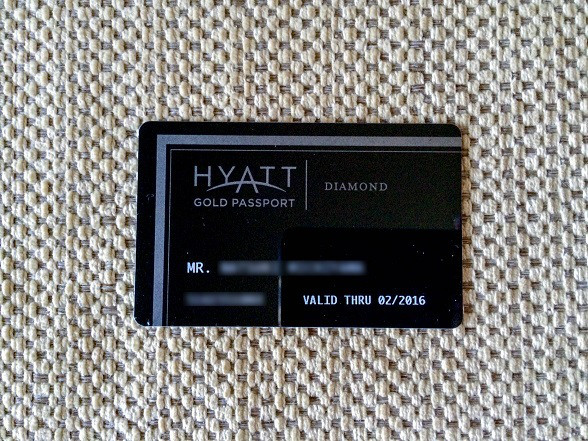 HYATT
GOLD PASSPORT
DIAMOND
MR.
VALID THRU 02/2016